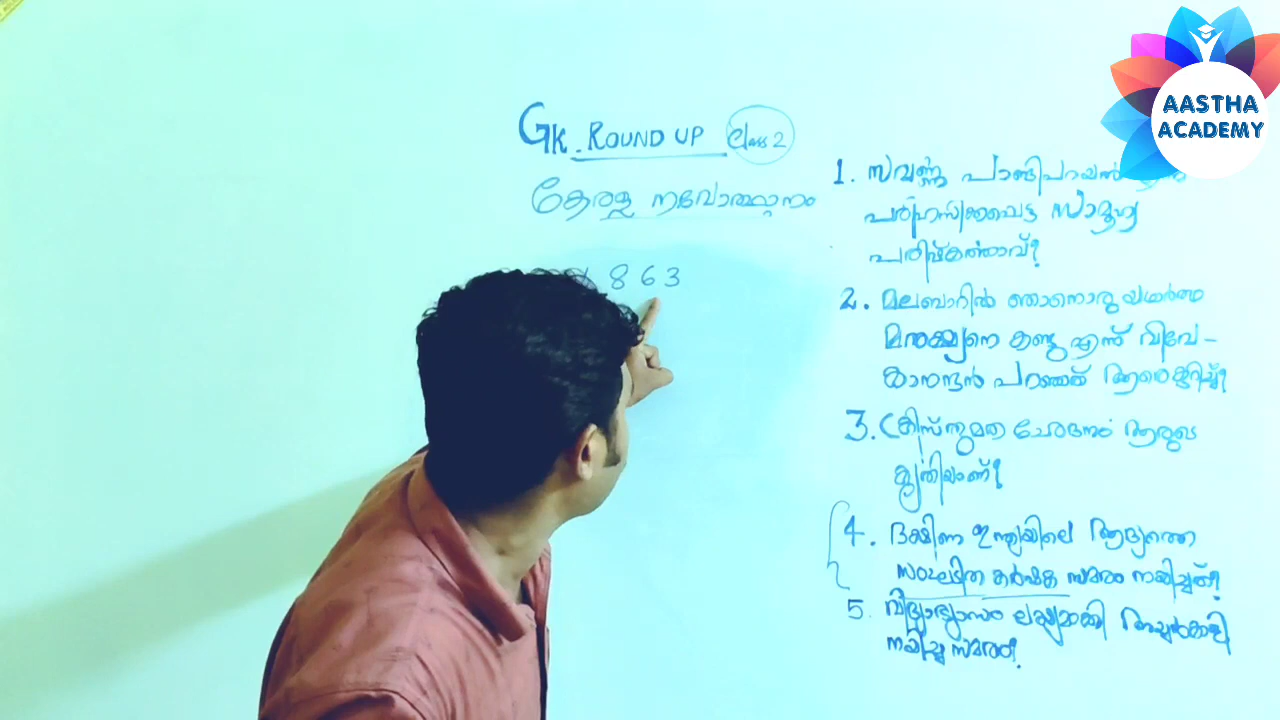 AASTHA
ACADEMY
GK. ROUND UP Class 2
കേരള നവോത്ഥാനം
863
1. സവർണ്ണ പാണ്ടിപറയൻ
പരിഹസിക്കപ്പെട്ട സാമൂഹ്യ
പരിഷ്കർത്താവ്?
2. മലബാറിൽ ഞാനൊരു യഥാർത്ഥ
മനുഷ്യനെ കണ്ടു എന്ന് വിവേ-
കാനന്ദൻ പറഞ്ഞത് ആരെക്കുറിച്ച്?
3. ക്രിസ്തുമത ഛേദനം ആരുടെ
കൃതിയാണ്?
4. ദക്ഷിണ ഇന്ത്യയിലെ ആദ്യത്തെ
സംഘടിത കർഷക സമരം നയിച്ചത്?
5. വിദ്യാഭ്യാസം ലക്ഷ്യമാക്കി അയ്യങ്കാളി
നയിച്ച സമരം?